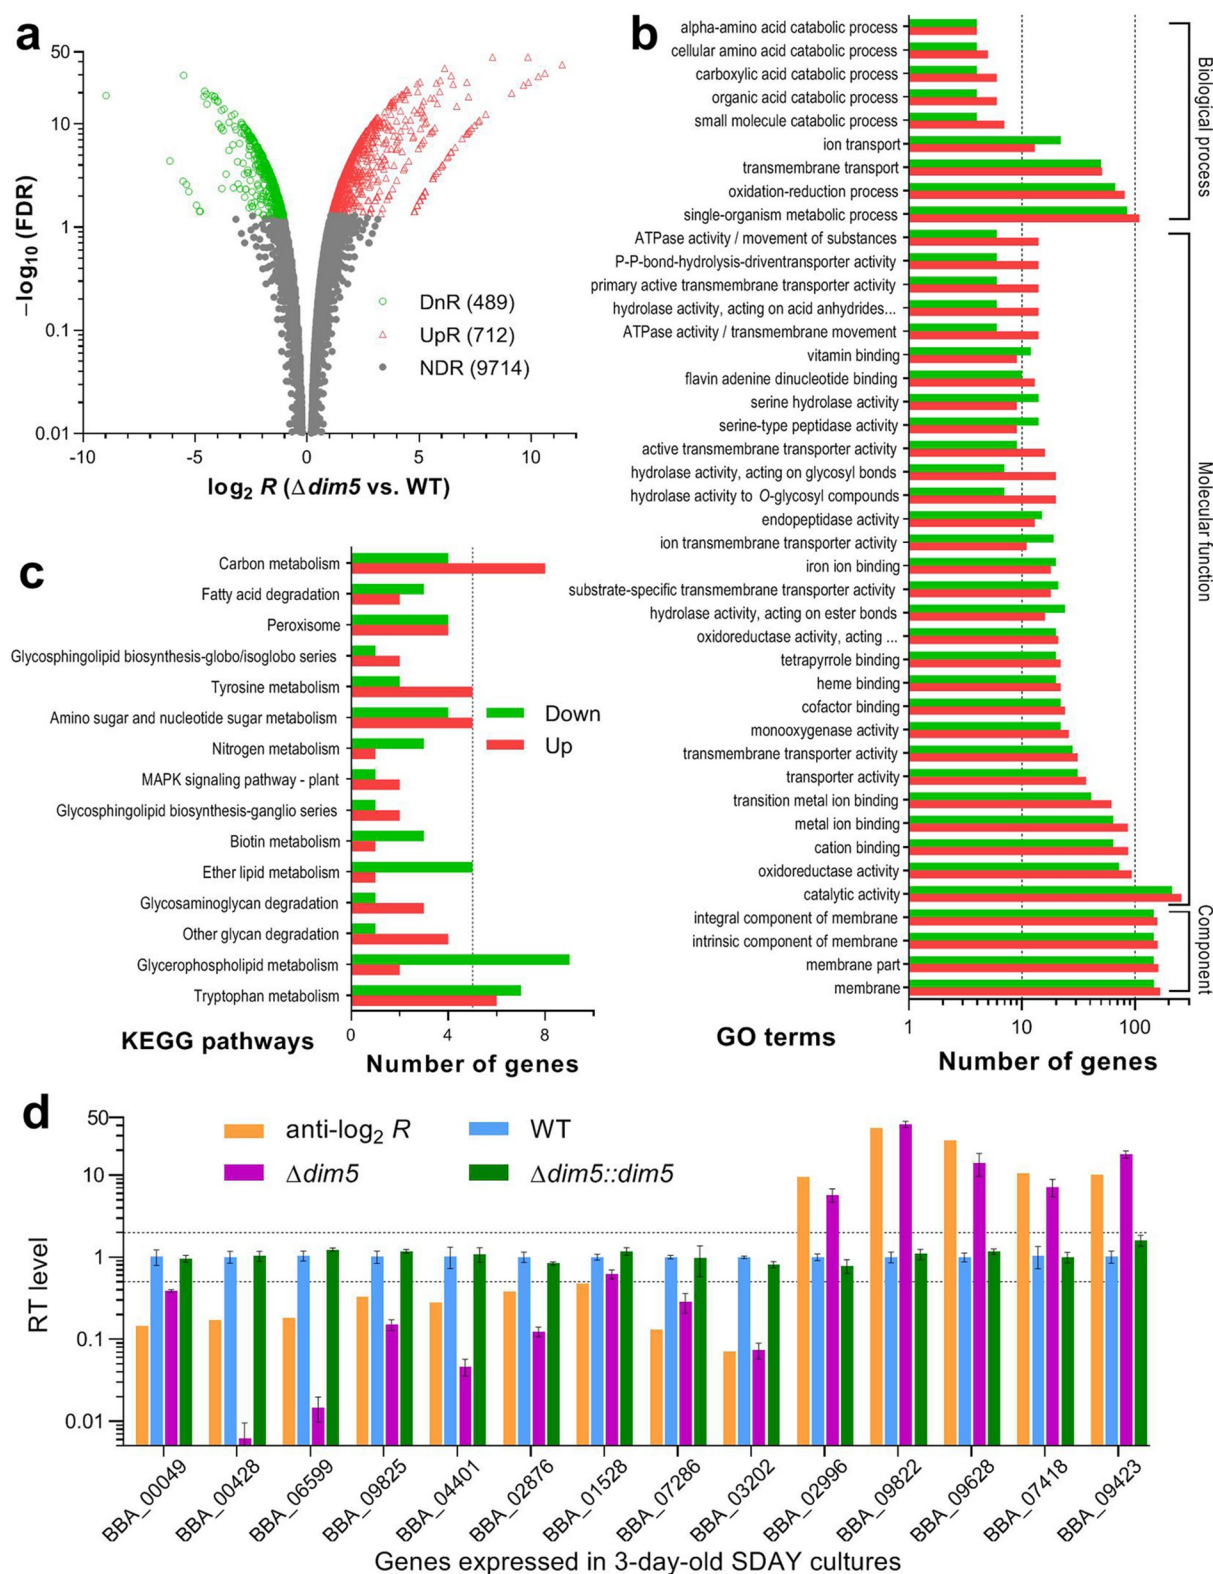 a
50
10
1
0.1
0.01
−log10 (FDR)
DnR (489)
UpR (712)
NDR (9714)
-10
-5
0
5
10
log2 R (Δdim5 vs. WT)
b
alpha-amino acid catabolic process
cellular amino acid catabolic process
carboxylic acid catabolic process
organic acid catabolic process
small molecule catabolic process
ion transport
transmembrane transport
oxidation-reduction process
single-organism metabolic process
ATPase activity / movement of substances
P-P-bond-hydrolysis-driventransporter activity
primary active transmembrane transporter activity
hydrolase activity, acting on acid anhydrides...
ATPase activity / transmembrane movement
vitamin binding
flavin adenine dinucleotide binding
serine hydrolase activity
serine-type peptidase activity
active transmembrane transporter activity
hydrolase activity, acting on glycosyl bonds
hydrolase activity to O-glycosyl compounds
endopeptidase activity
ion transmembrane transporter activity
iron ion binding
substrate-specific transmembrane transporter activity
hydrolase activity, acting on ester bonds
oxidoreductase activity, acting ...
tetrapyrrole binding
heme binding
cofactor binding
monooxygenase activity
transmembrane transporter activity
transporter activity
transition metal ion binding
metal ion binding
cation binding
oxidoreductase activity
catalytic activity
integral component of membrane
intrinsic component of membrane
membrane part
membrane
Biological process
Molecular function
Component
1
10
100
GO terms
Number of genes
c
Carbon metabolism
Fatty acid degradation
Peroxisome
Glycosphingolipid biosynthesis-globo/isoglobo series
Tyrosine metabolism
Amino sugar and nucleotide sugar metabolism
Nitrogen metabolism
MAPK signaling pathway - plant
Glycosphingolipid biosynthesis-ganglio series
Biotin metabolism
Ether lipid metabolism
Glycosaminoglycan degradation
Other glycan degradation
Glycerophospholipid metabolism
Tryptophan metabolism
Down
Up
0
4
8
KEGG pathways
Number of genes
d
50
10
1
0.1
0.01
RT level
anti-log2 R
WT
Δdim5
Δdim5::dim5
BBA_00049
BBA_00428
BBA_06599
BBA_09825
BBA_04401
BBA_02876
BBA_01528
BBA_07286
BBA_03202
BBA_02996
BBA_09822
BBA_09628
BBA_07418
BBA_09423
Genes expressed in 3-day-old SDAY cultures